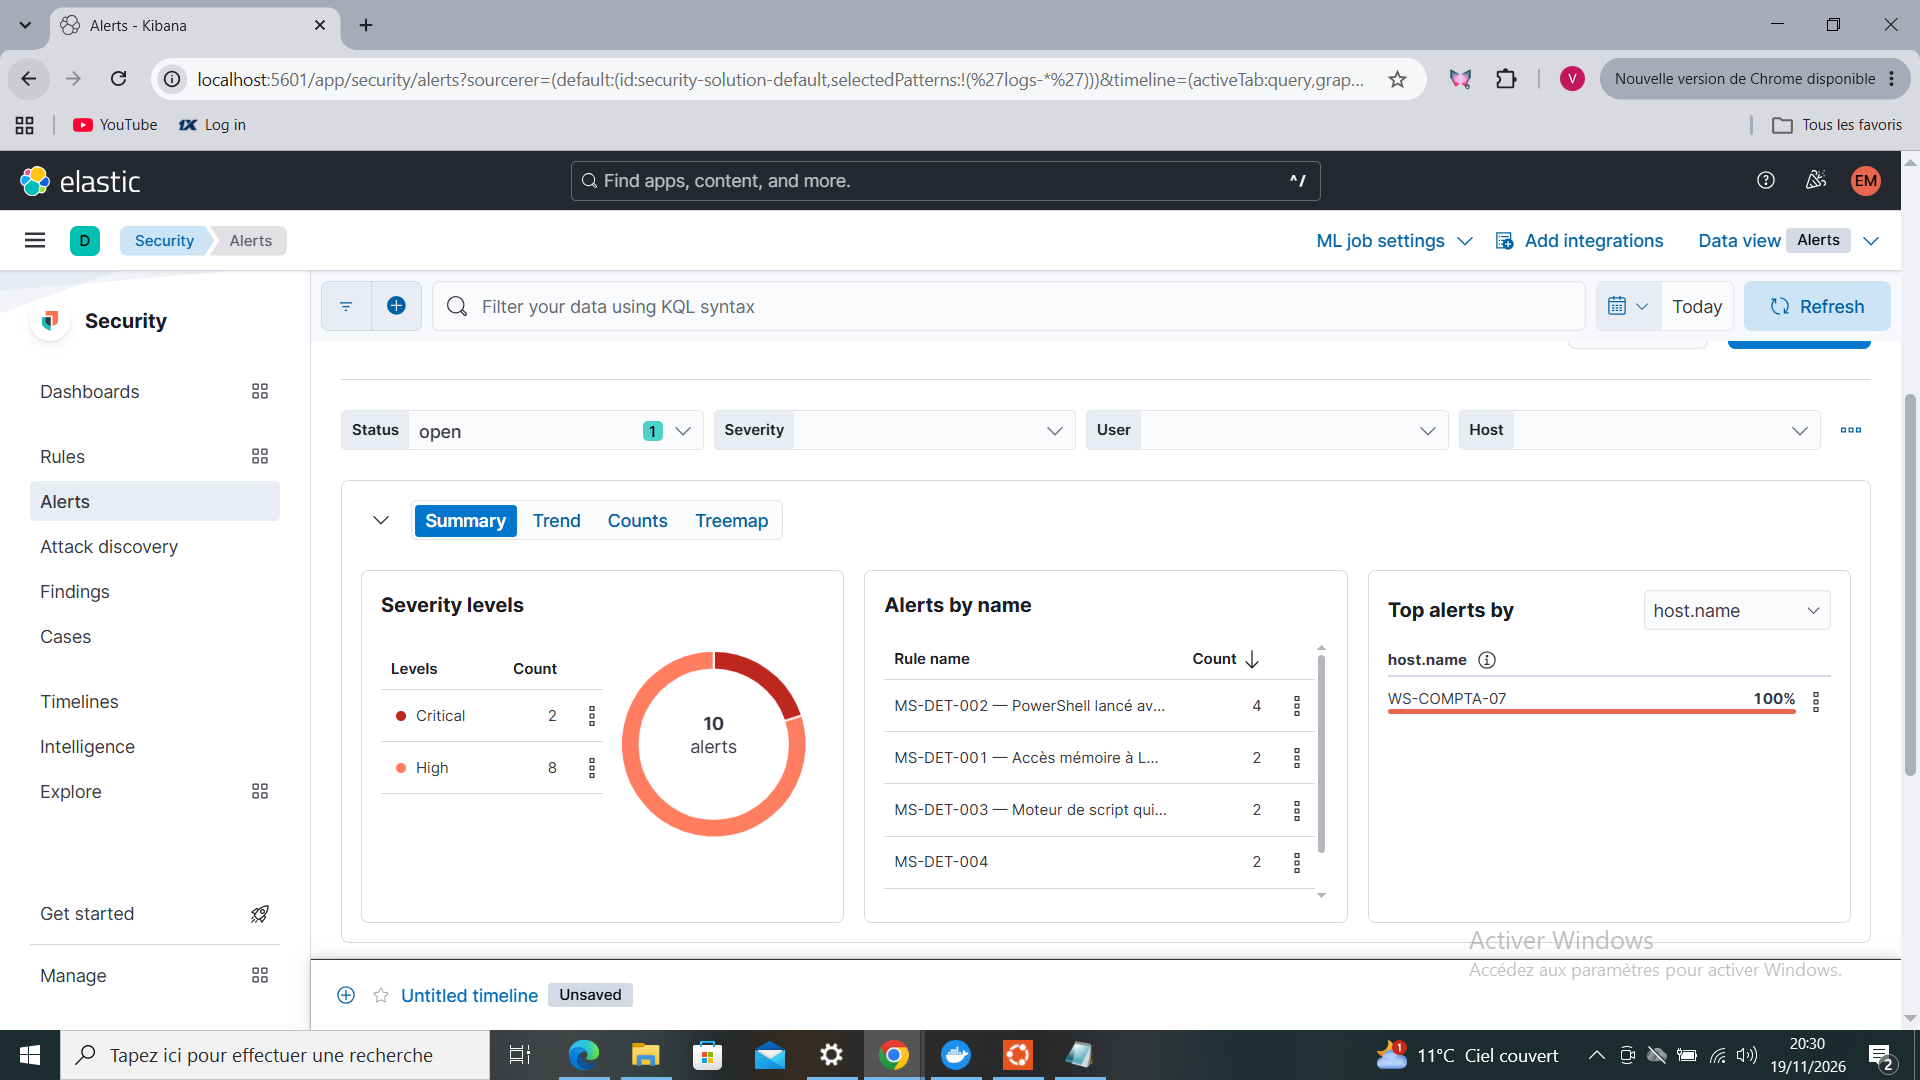 Alerts - Kibana
localhost:5601/app/security/alerts?sourcerer=(default:(id:security-solution-default,selectedPatterns:!(%27logs-*%27)))&timeline=(activeTab:query,grap...
V
Nouvelle version de Chrome disponible
YouTube
1X Log in
Tous les favoris
elastic
Find apps, content, and more.
^/
EM
D
Security
Alerts
ML job settings
Add integrations
Data view Alerts
Security
Filter your data using KQL syntax
Today
Refresh
Dashboards
Rules
Alerts
Attack discovery
Findings
Cases
Timelines
Intelligence
Explore
Get started
Manage
Status open 1
Severity
User
Host
Summary Trend Counts Treemap
Severity levels
Levels Count
Critical 2
High 8
10
alerts
Alerts by name
Rule name Count
MS-DET-002 — PowerShell lancé av... 4
MS-DET-001 — Accès mémoire à L... 2
MS-DET-003 — Moteur de script qui... 2
MS-DET-004 2
Top alerts by host.name
host.name
WS-COMPTA-07 100%
Activer Windows
Accédez aux paramètres pour activer Windows.
Untitled timeline Unsaved
Tapez ici pour effectuer une recherche
1
11°C Ciel couvert
20:30
19/11/2026
2